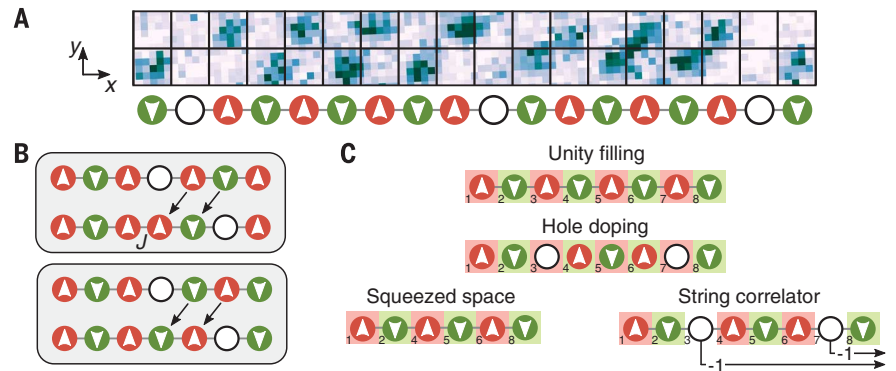 A
y
x
B
J
C
Unity filling
1 2 3 4 5 6 7 8
Hole doping
1 2 3 4 5 6 7 8
Squeezed space
1 2 4 5 6 8
String correlator
1 2 3 4 5 6 7 8
-1
-1